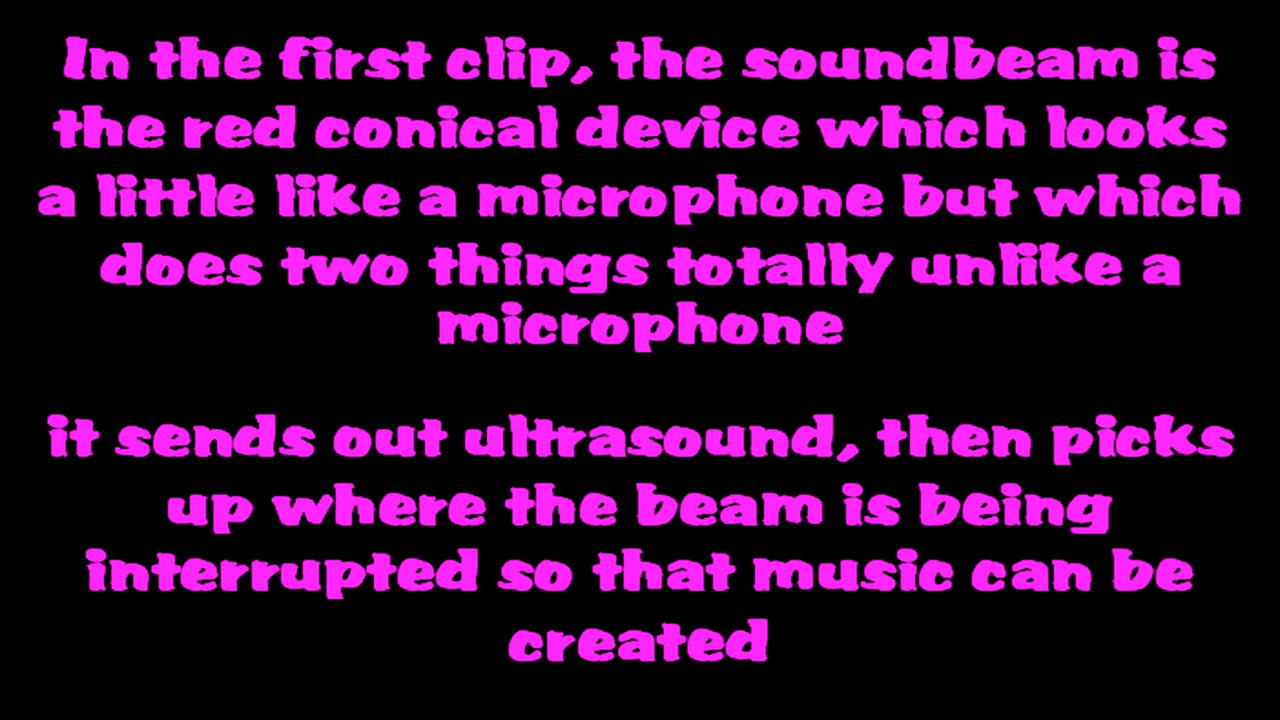 In the first clip, the soundbeam is
the red conical device which looks
a little like a microphone but which
does two things totally unlike a
microphone
it sends out ultrasound, then picks
up where the beam is being
interrupted so that music can be
created